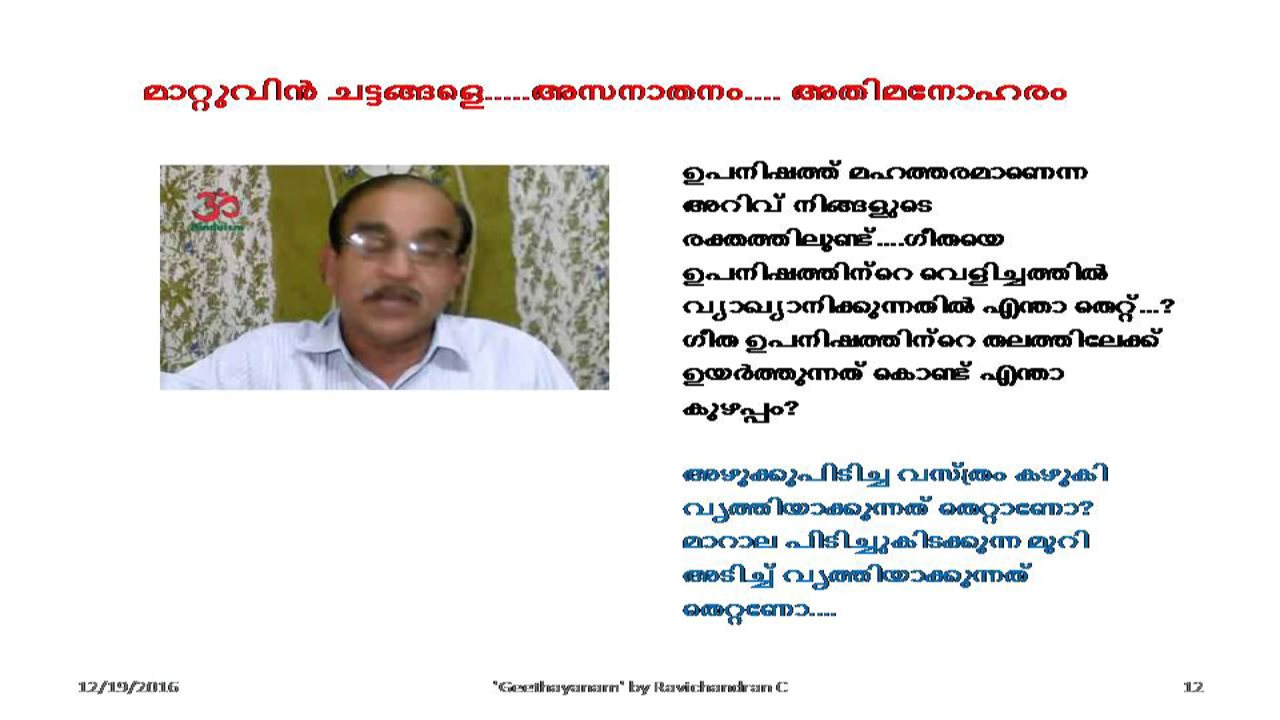 മാറ്റുവിൻ ചട്ടങ്ങളെ.....അസനാതനം.... അതിമനോഹരം
ॐ
Hinduism
ഉപനിഷത്ത് മഹത്തരമാണെന്ന
അറിവ് നിങ്ങളുടെ
രക്തത്തിലുണ്ട്....ഗീതയെ
ഉപനിഷത്തിന്റെ വെളിച്ചത്തിൽ
വ്യാഖ്യാനിക്കുന്നതിൽ എന്താ തെറ്റ്...?
ഗീത ഉപനിഷത്തിന്റെ തലത്തിലേക്ക്
ഉയർത്തുന്നത് കൊണ്ട് എന്താ
കുഴപ്പം?
അഴുക്കുപിടിച്ച വസ്ത്രം കഴുകി
വൃത്തിയാക്കുന്നത് തെറ്റാണോ?
മാറാല പിടിച്ചുകിടക്കുന്ന മുറി
അടിച്ച് വൃത്തിയാക്കുന്നത്
തെറ്റണോ....
12/19/2016
'Geethayanam' by Ravichandran C
12